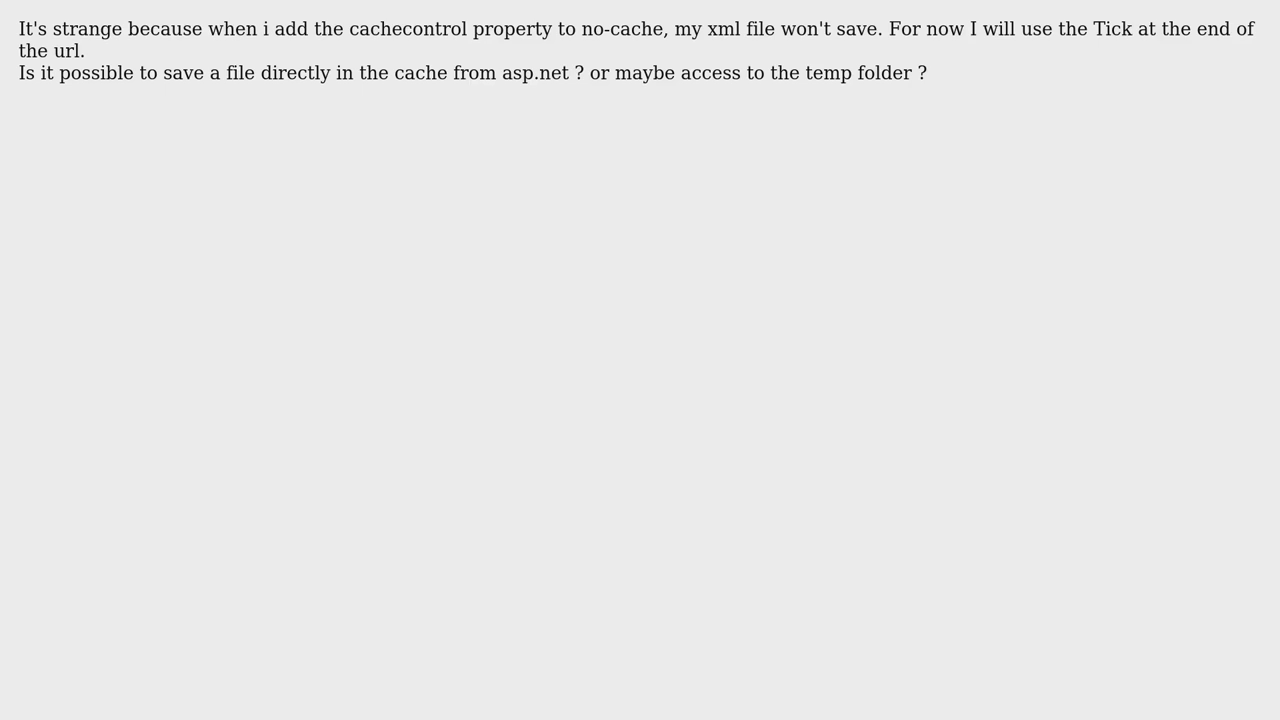 It's strange because when i add the cachecontrol property to no-cache, my xml file won't save. For now I will use the Tick at the end of
the url.
Is it possible to save a file directly in the cache from asp.net ? or maybe access to the temp folder ?